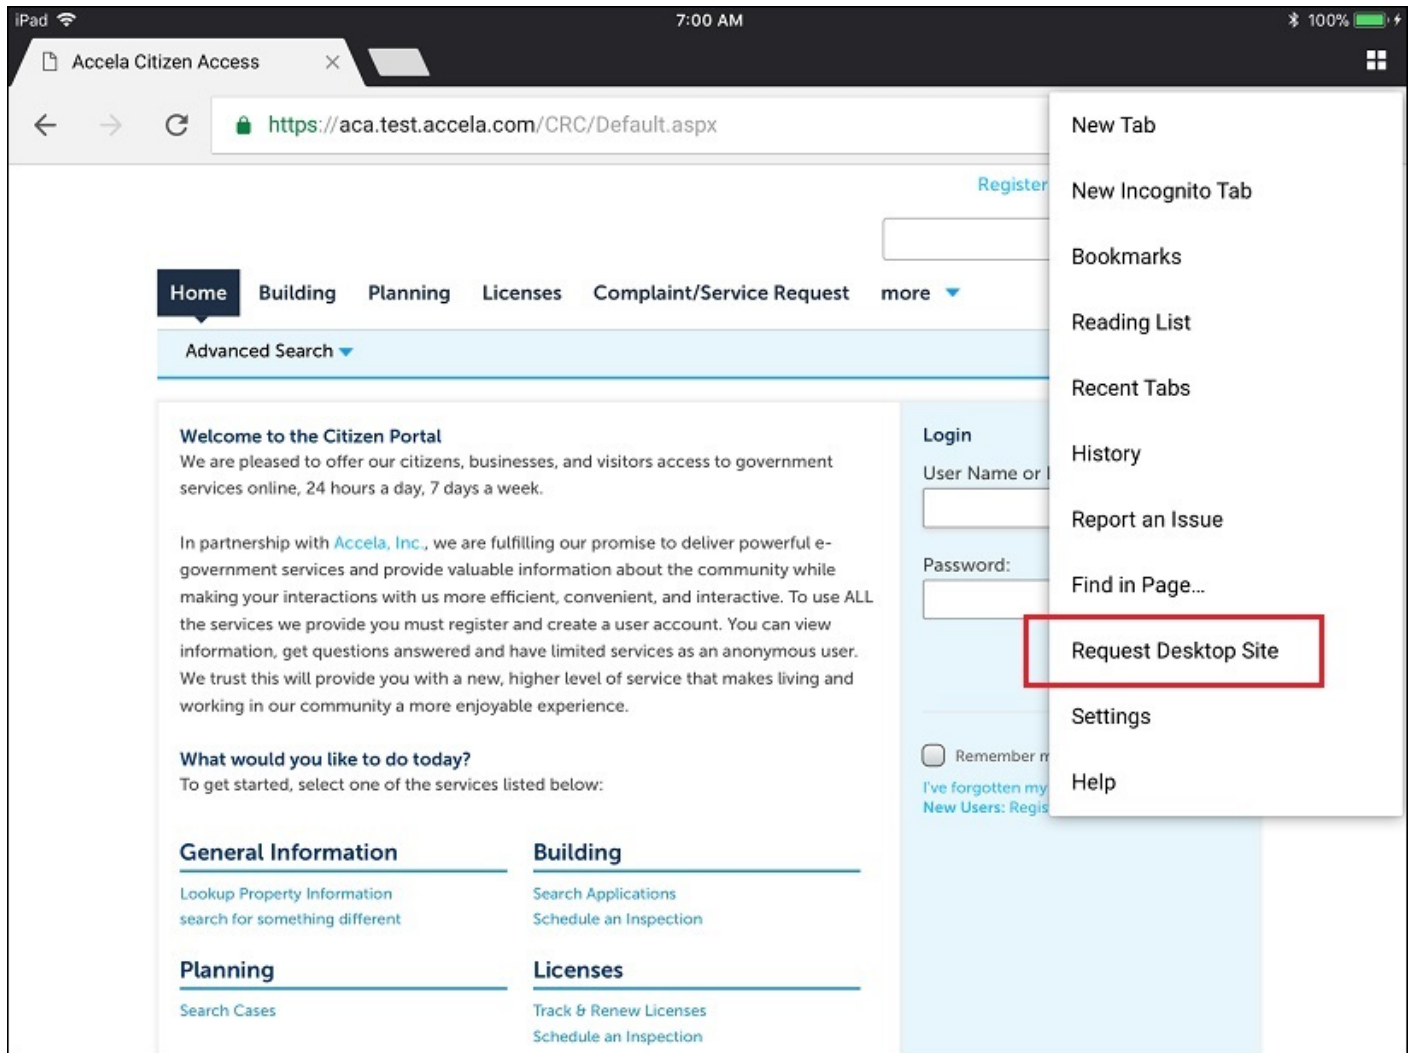 iPad 7:00 AM 100%
Accela Citizen Access
https://aca.test.accela.com/CRC/Default.aspx
Register
Home Building Planning Licenses Complaint/Service Request more
Advanced Search
Welcome to the Citizen Portal
We are pleased to offer our citizens, businesses, and visitors access to government
services online, 24 hours a day, 7 days a week.
In partnership with Accela, Inc., we are fulfilling our promise to deliver powerful e-
government services and provide valuable information about the community while
making your interactions with us more efficient, convenient, and interactive. To use ALL
the services we provide you must register and create a user account. You can view
information, get questions answered and have limited services as an anonymous user.
We trust this will provide you with a new, higher level of service that makes living and
working in our community a more enjoyable experience.
What would you like to do today?
To get started, select one of the services listed below:
General Information
Lookup Property Information
search for something different
Building
Search Applications
Schedule an Inspection
Planning
Search Cases
Licenses
Track & Renew Licenses
Schedule an Inspection
Login
User Name or
Password:
Remember
I've forgotten my
New Users:
New Tab
New Incognito Tab
Bookmarks
Reading List
Recent Tabs
History
Report an Issue
Find in Page...
Request Desktop Site
Settings
Help